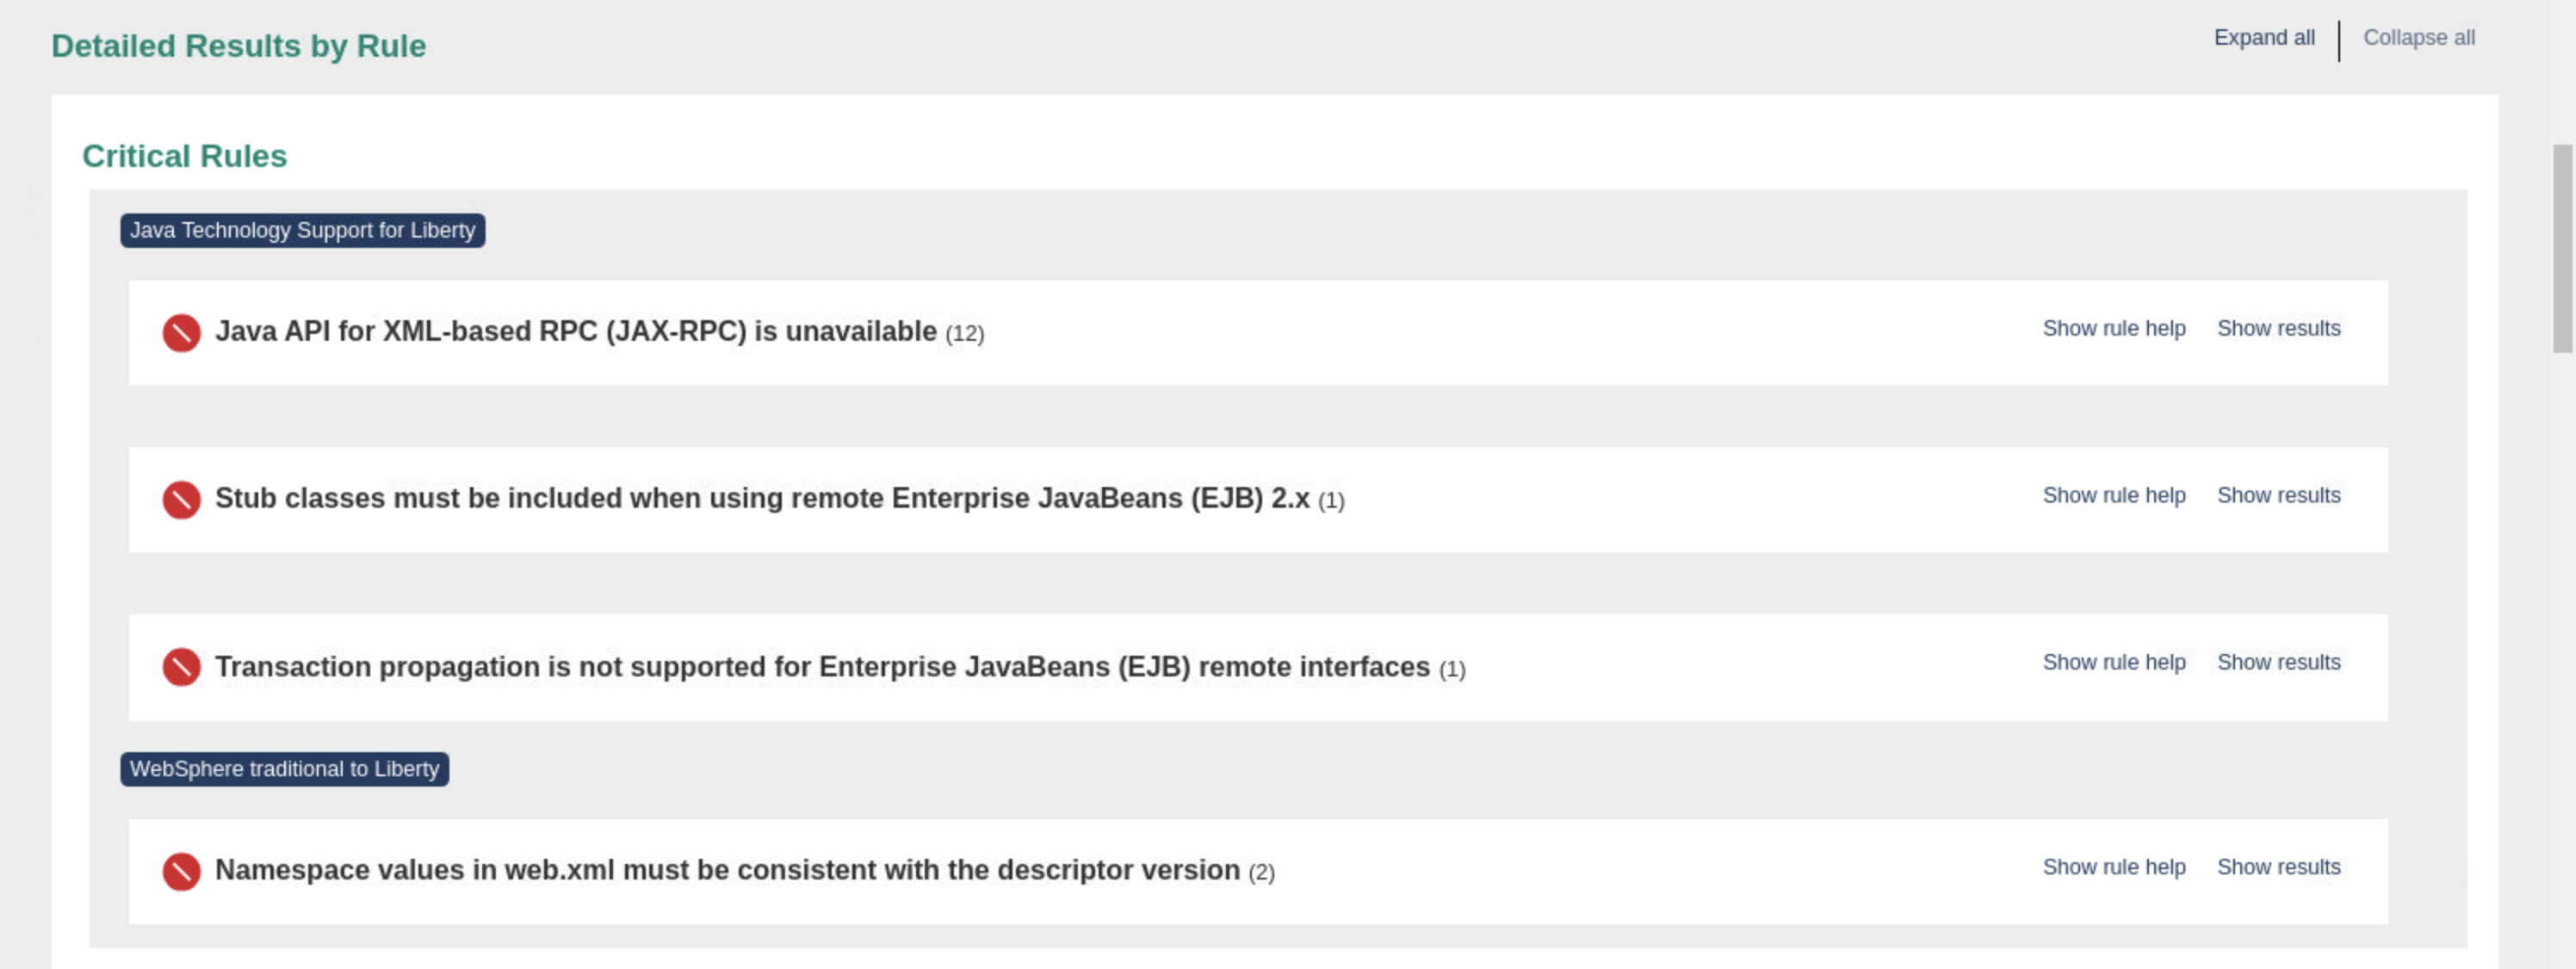 Detailed Results by Rule
Expand all
Collapse all
Critical Rules
Java Technology Support for Liberty
Java API for XML-based RPC (JAX-RPC) is unavailable (12)
Show rule help
Show results
Stub classes must be included when using remote Enterprise JavaBeans (EJB) 2.x (1)
Show rule help
Show results
Transaction propagation is not supported for Enterprise JavaBeans (EJB) remote interfaces (1)
Show rule help
Show results
WebSphere traditional to Liberty
Namespace values in web.xml must be consistent with the descriptor version (2)
Show rule help
Show results